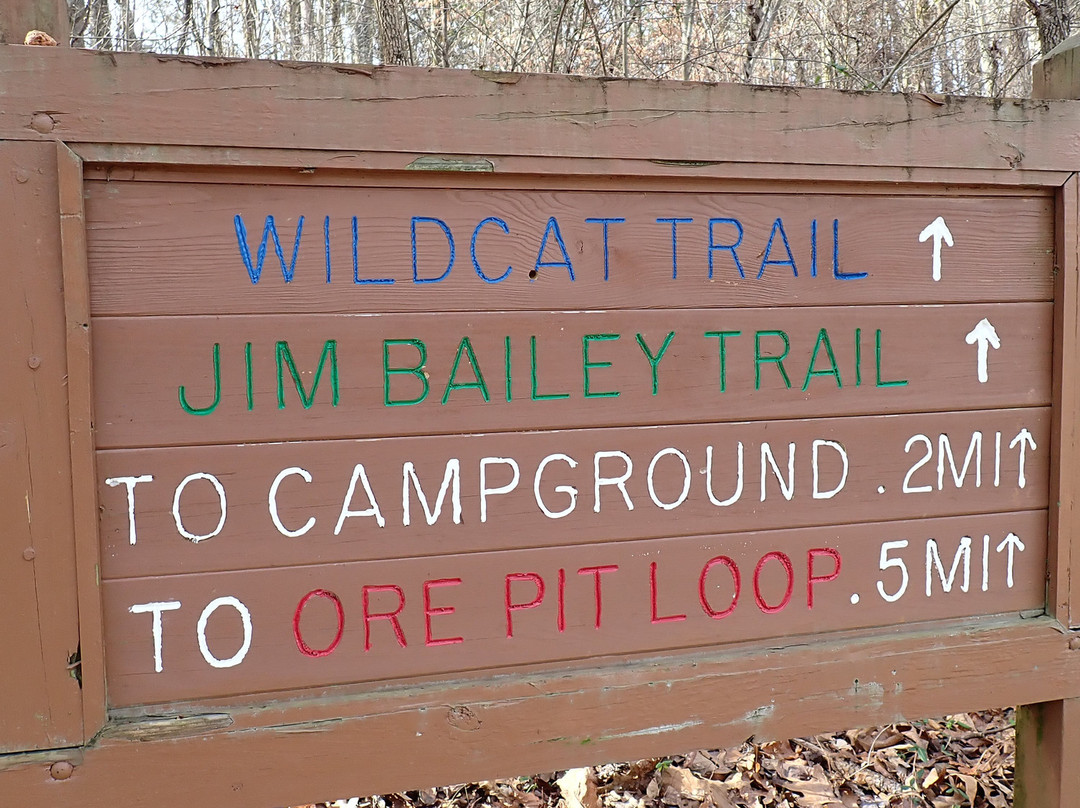 WILDCAT TRAIL ↑
JIM BAILEY TRAIL ↑
TO CAMPGROUND .2MI↑
TO ORE PIT LOOP .5MI↑